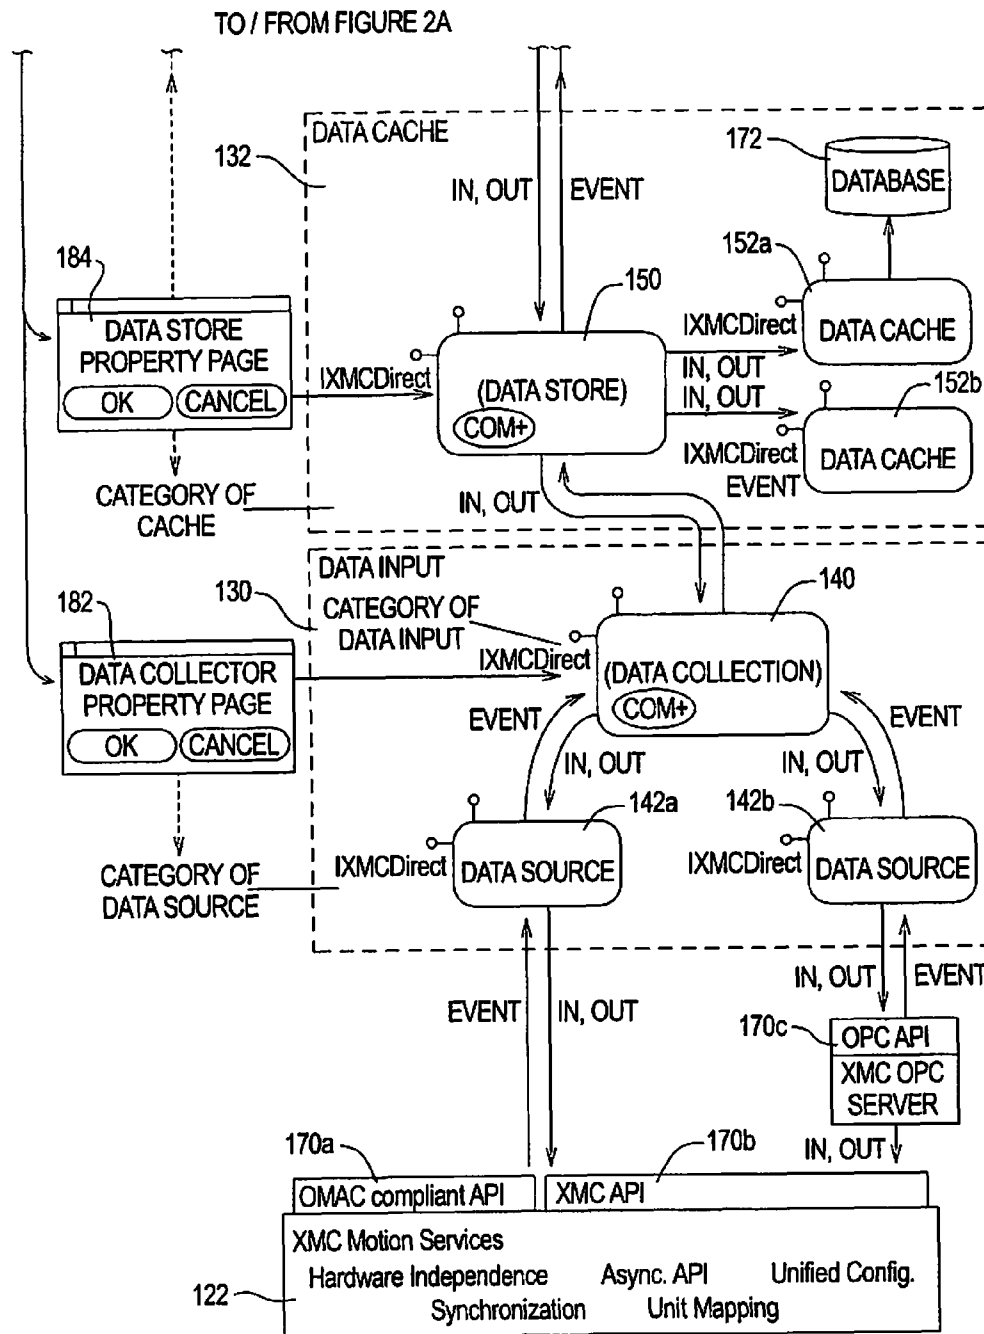 TO / FROM FIGURE 2A
DATA CACHE
132
172
DATABASE
IN, OUT
EVENT
152a
184
150
DATA STORE
PROPERTY PAGE
OK
CANCEL
IXMCDirect
(DATA STORE)
COM+
IXMCDirect
IN, OUT
DATA CACHE
IN, OUT
152b
IXMCDirect
EVENT
DATA CACHE
CATEGORY OF
CACHE
IN, OUT
DATA INPUT
130
CATEGORY OF
DATA INPUT
140
182
IXMCDirect
DATA COLLECTOR
PROPERTY PAGE
OK
CANCEL
(DATA COLLECTION)
COM+
EVENT
EVENT
IN, OUT
IN, OUT
142a
142b
IXMCDirect
DATA SOURCE
IXMCDirect
DATA SOURCE
CATEGORY OF
DATA SOURCE
EVENT
IN, OUT
IN, OUT
EVENT
170c
OPC API
XMC OPC
SERVER
170a
170b
IN, OUT
OMAC compliant API
XMC API
XMC Motion Services
Hardware Independence
Async. API
Unified Config.
122
Synchronization
Unit Mapping